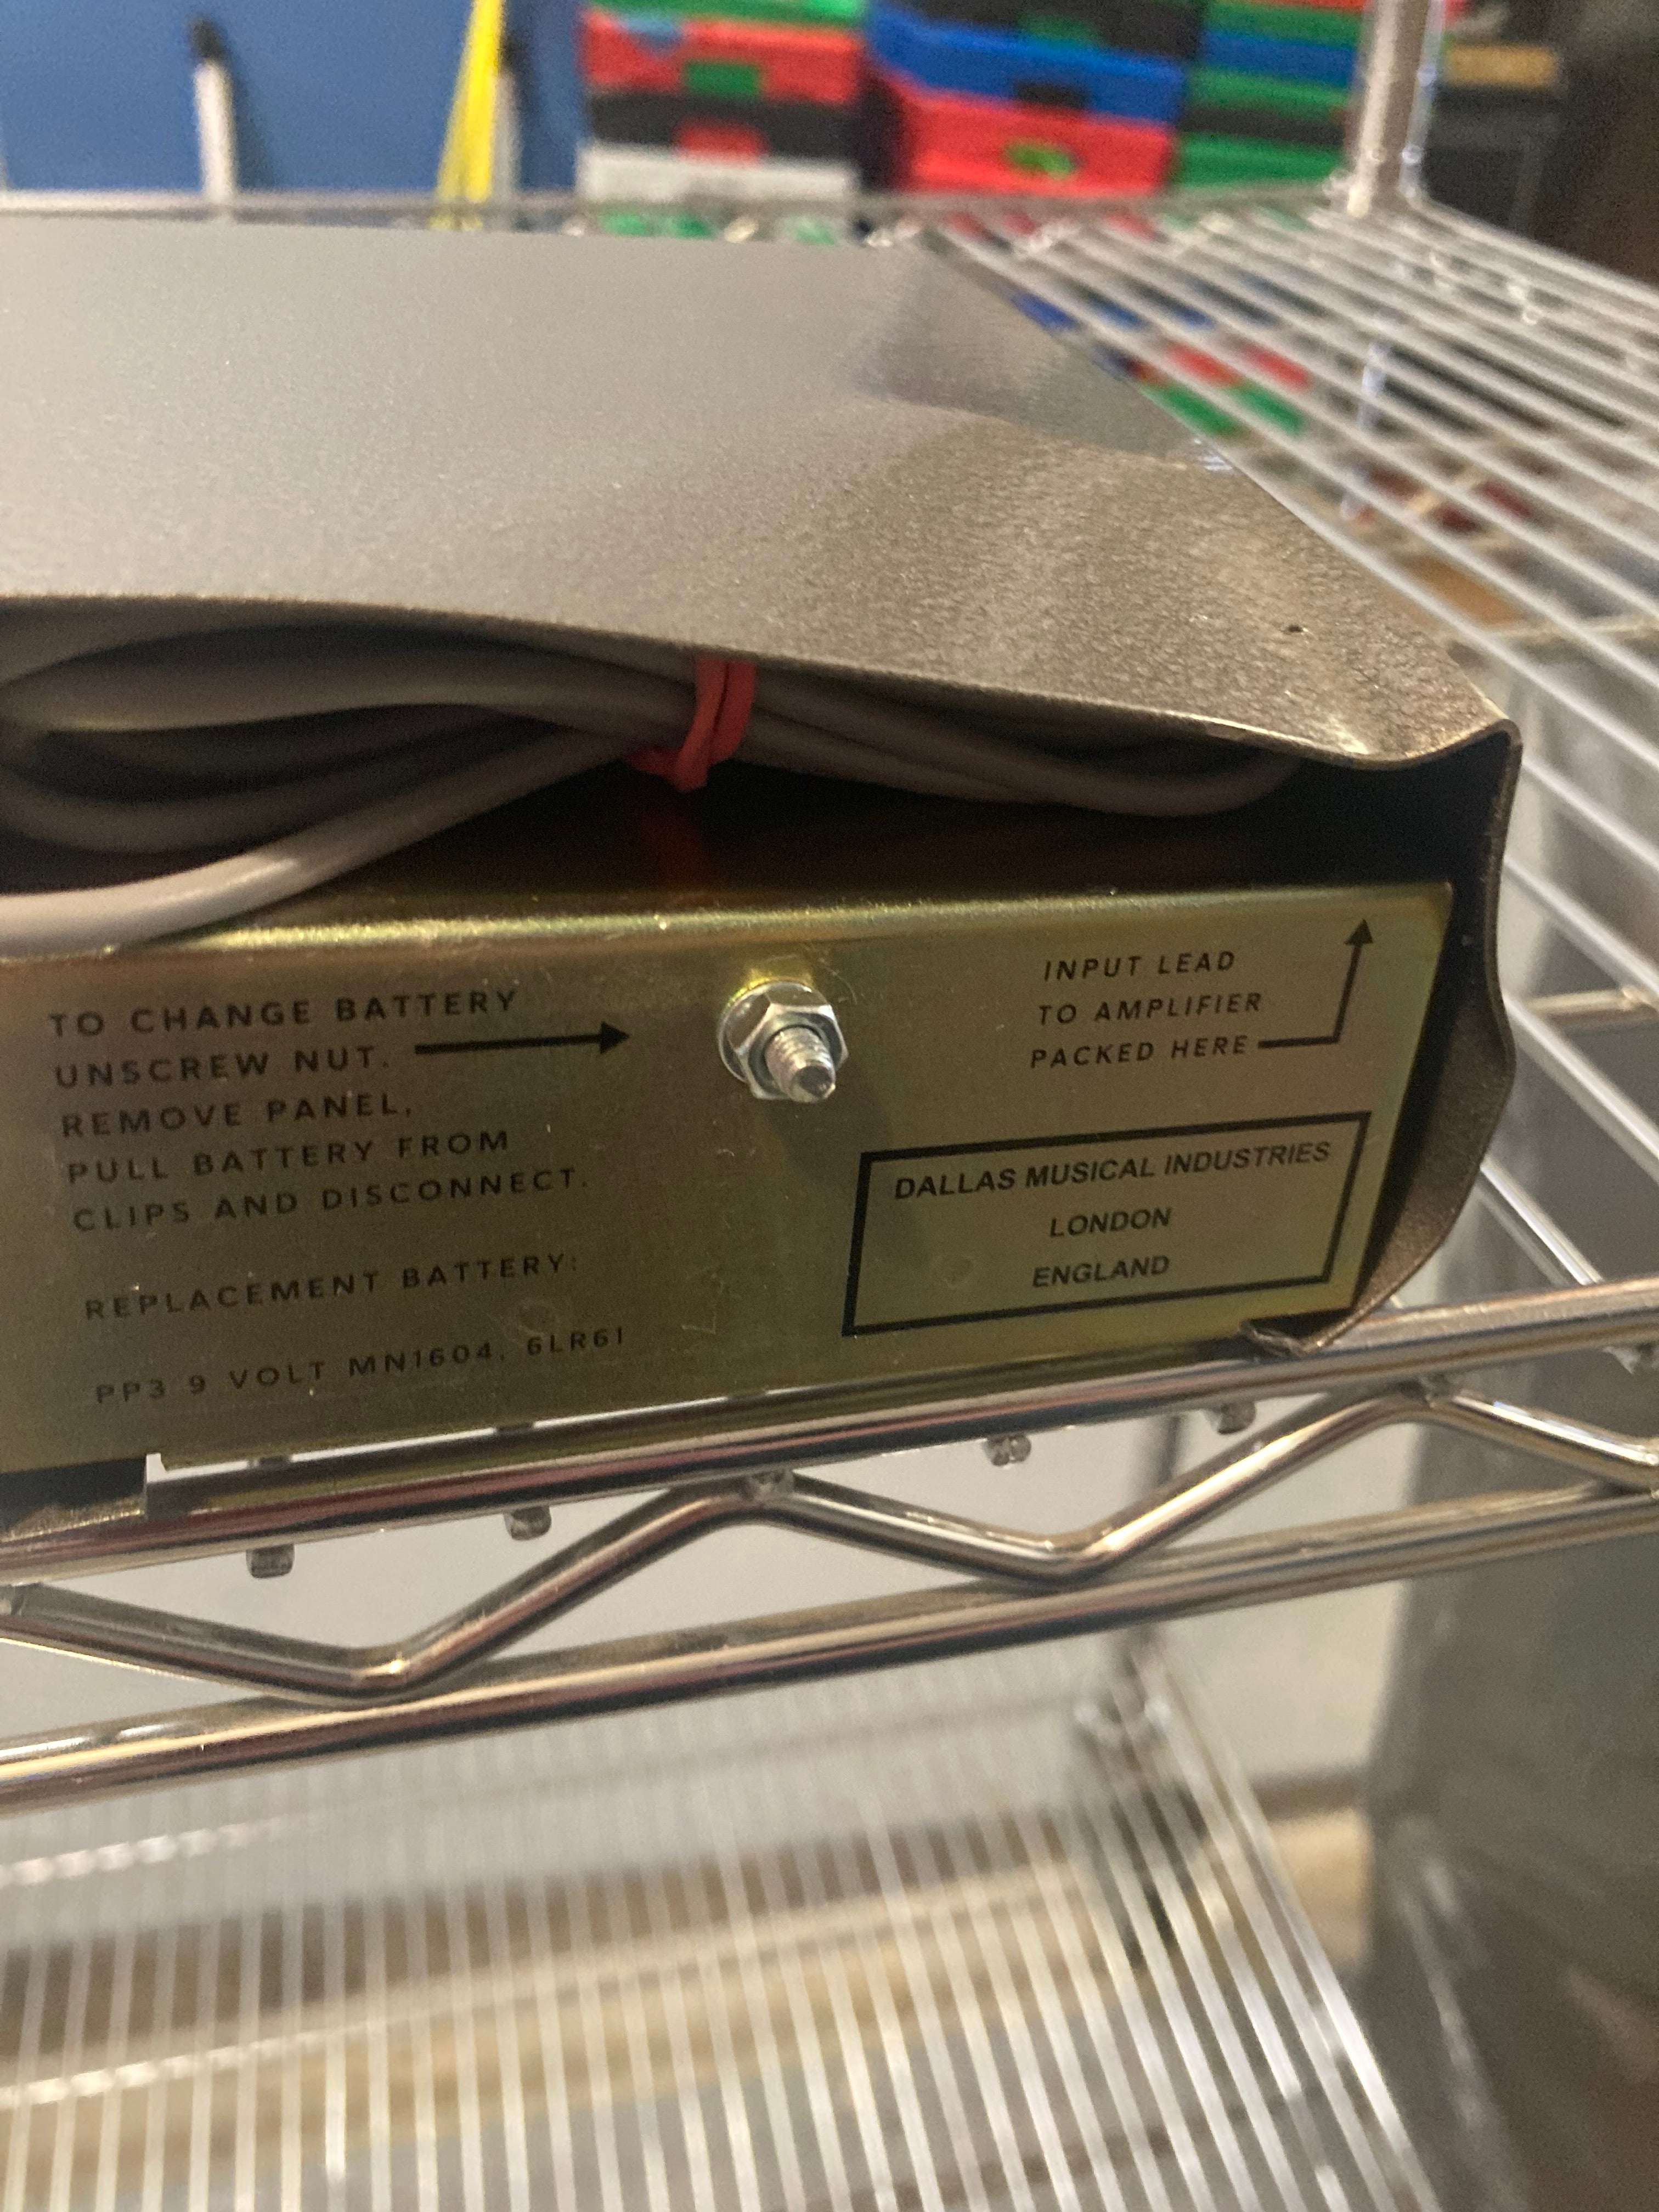 TO CHANGE BATTERY
UNSCREW NUT.
REMOVE PANEL,
PULL BATTERY FROM
CLIPS AND DISCONNECT.
REPLACEMENT BATTERY:
PP3 9 VOLT MN1604, 6LR61
INPUT LEAD
TO AMPLIFIER
PACKED HERE
DALLAS MUSICAL INDUSTRIES
LONDON
ENGLAND